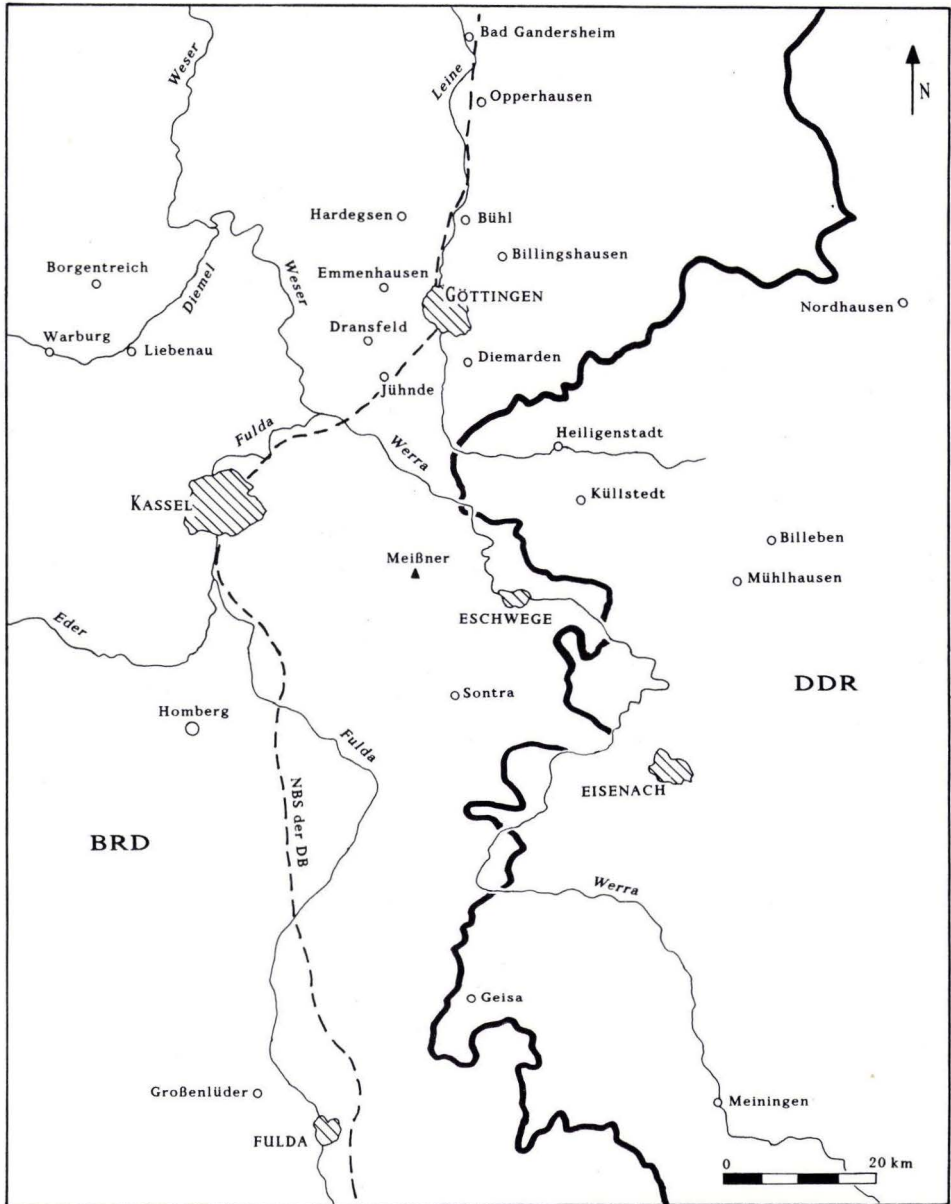 Bad Gandersheim
Weser
Leine
N
Opperhausen
Hardegsen
Bühl
Billingshausen
Borgentreich
Diemel
Weser
Emmenhausen
GÖTTINGEN
Nordhausen
Dransfeld
Warburg
Liebenau
Diemarden
Jühnde
Fulda
Heiligenstadt
Werra
KASSEL
Küllstedt
Billeben
Meißner
Mühlhausen
ESCHWEGE
Eder
DDR
Sontra
Homberg
Fulda
EISENACH
NBS der DB
BRD
Werra
Geisa
Großenlüder
Meiningen
FULDA
0 20 km